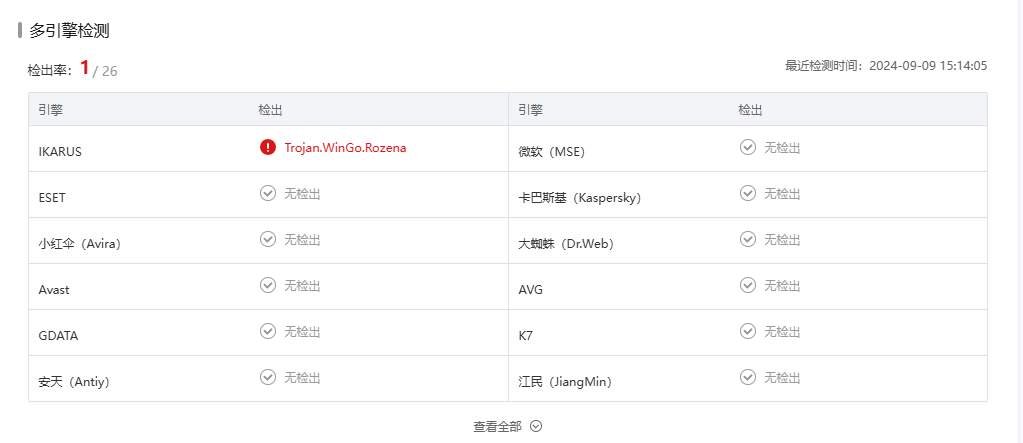 多引擎检测
检出率：1 / 26
最近检测时间：2024-09-09 15:14:05
引擎 检出 引擎 检出
IKARUS Trojan.WinGo.Rozena 微软（MSE） 无检出
ESET 无检出 卡巴斯基（Kaspersky） 无检出
小红伞（Avira） 无检出 大蜘蛛（Dr.Web） 无检出
Avast 无检出 AVG 无检出
GDATA 无检出 K7 无检出
安天（Antiy） 无检出 江民（JiangMin） 无检出
查看全部